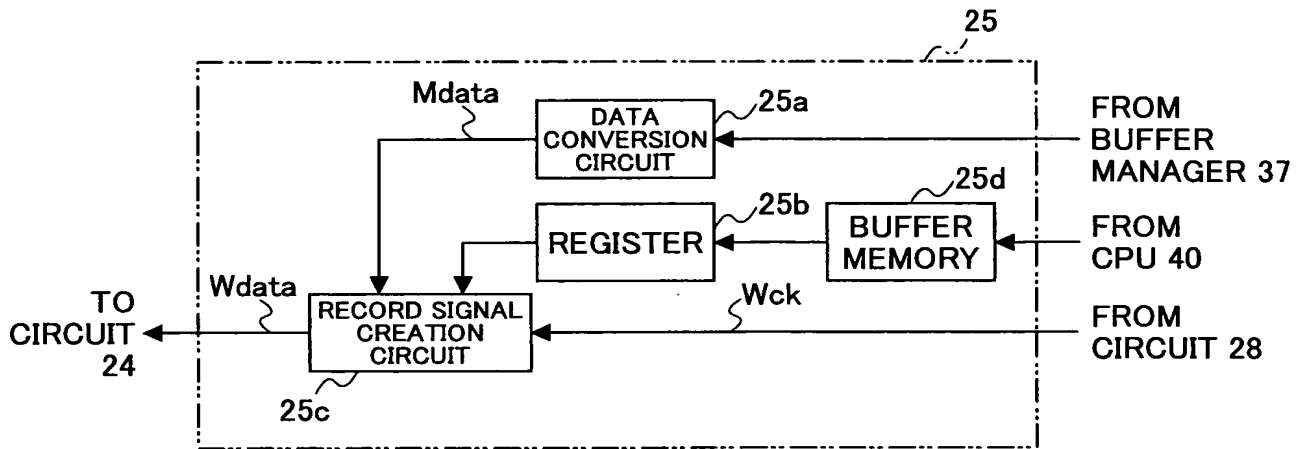 25
Mdata
DATA
CONVERSION
CIRCUIT
25a
FROM
BUFFER
MANAGER 37
REGISTER
25b
BUFFER
MEMORY
25d
FROM
CPU 40
TO
CIRCUIT
24
Wdata
RECORD SIGNAL
CREATION
CIRCUIT
25c
Wck
FROM
CIRCUIT 28